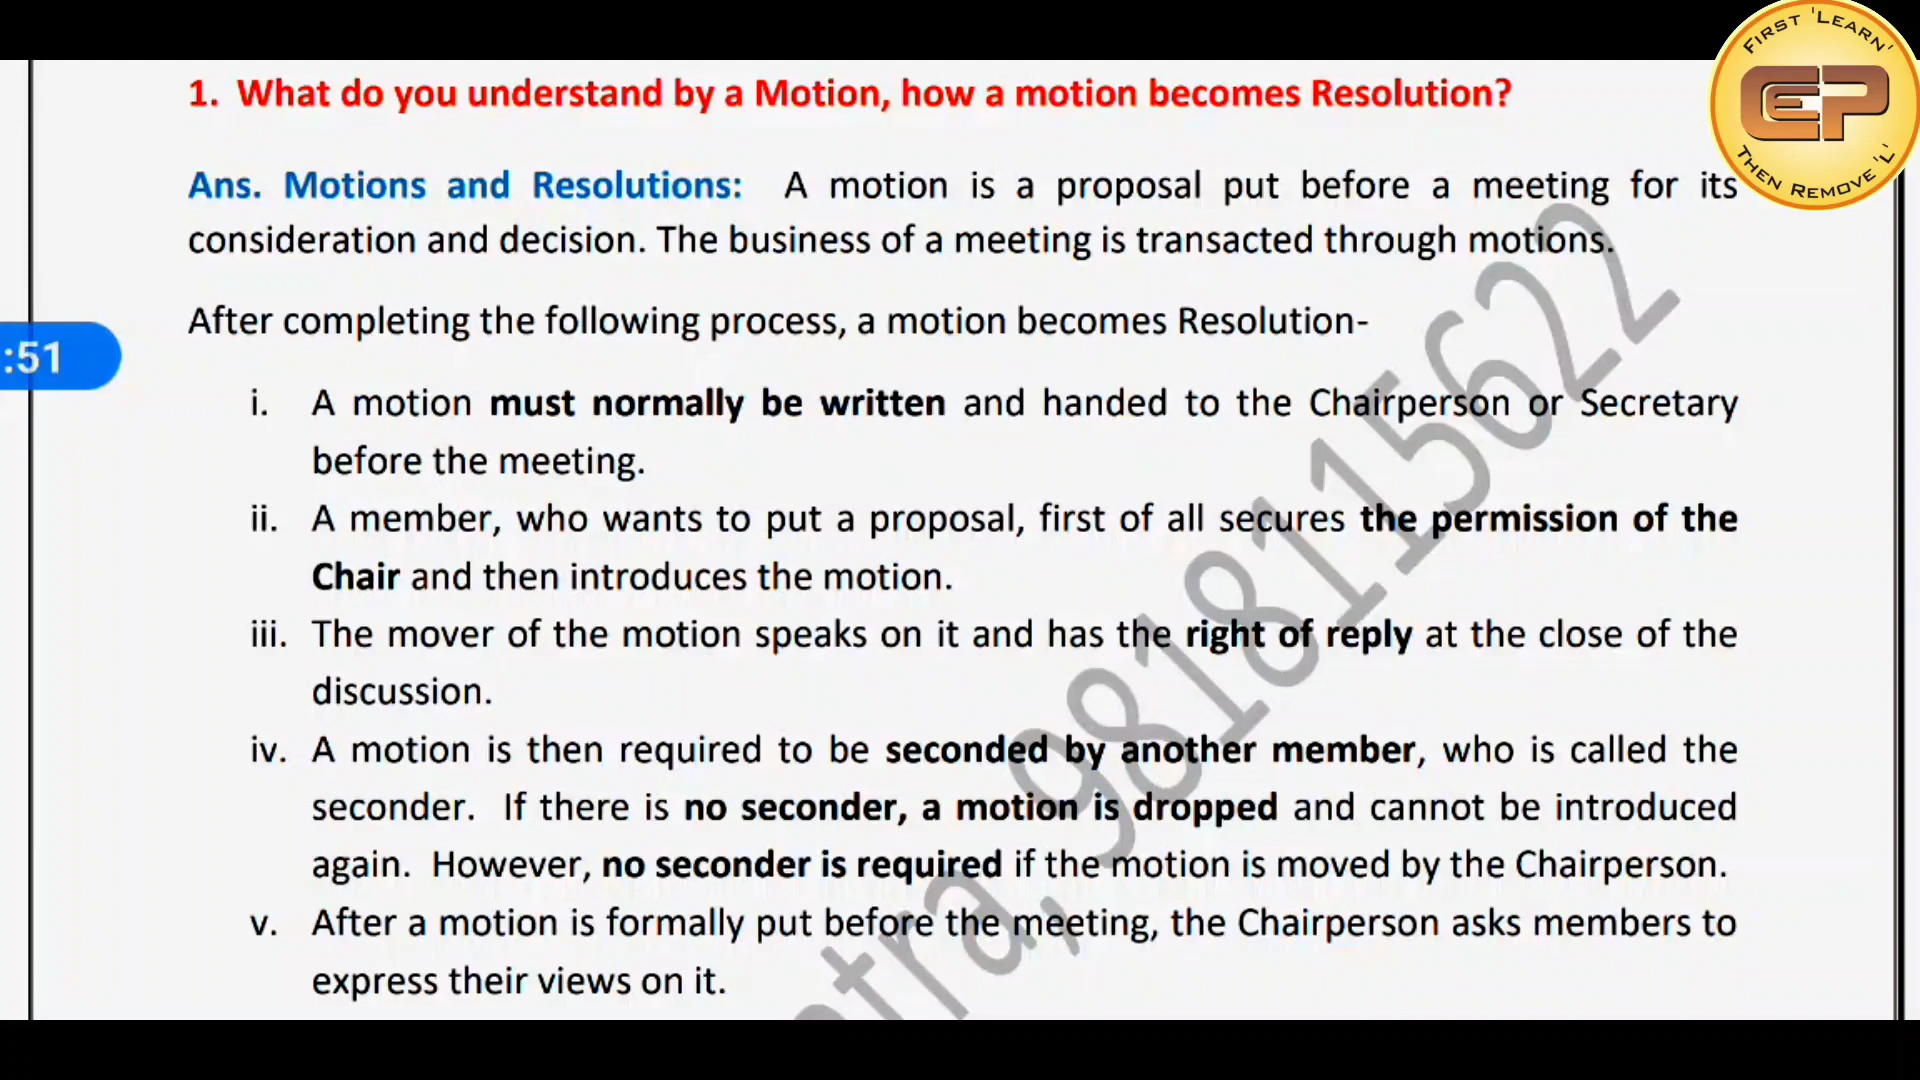 FIRST 'LEARN'
EP
THEN REMOVE 'L'
1. What do you understand by a Motion, how a motion becomes Resolution?
Ans. Motions and Resolutions: A motion is a proposal put before a meeting for its
consideration and decision. The business of a meeting is transacted through motions.
After completing the following process, a motion becomes Resolution-
:51
i. A motion must normally be written and handed to the Chairperson or Secretary
before the meeting.
ii. A member, who wants to put a proposal, first of all secures the permission of the
Chair and then introduces the motion.
iii. The mover of the motion speaks on it and has the right of reply at the close of the
discussion.
iv. A motion is then required to be seconded by another member, who is called the
seconder. If there is no seconder, a motion is dropped and cannot be introduced
again. However, no seconder is required if the motion is moved by the Chairperson.
v. After a motion is formally put before the meeting, the Chairperson asks members to
express their views on it.
tra, 9818115622